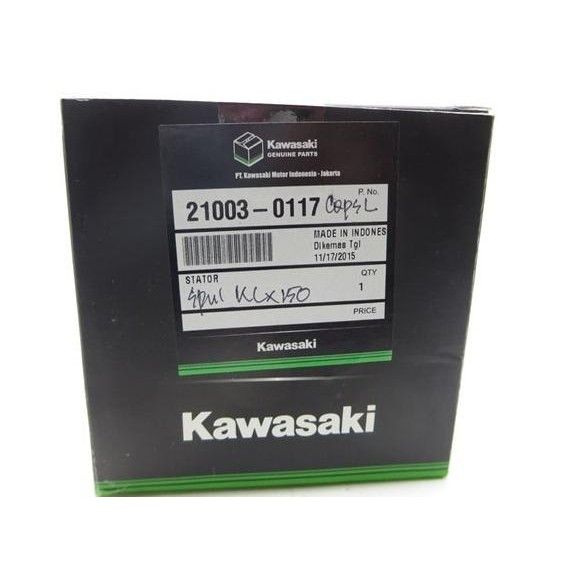 Kawasaki
GENUINE PARTS
PT. Kawasaki Motor Indonesia - Jakarta
P. No.
21003-0117 CopsL
MADE IN INDONES
Dikemas Tgl
11/17/2015
STATOR
QTY
Spul KLX150
1
PRICE
Kawasaki
Kawasaki